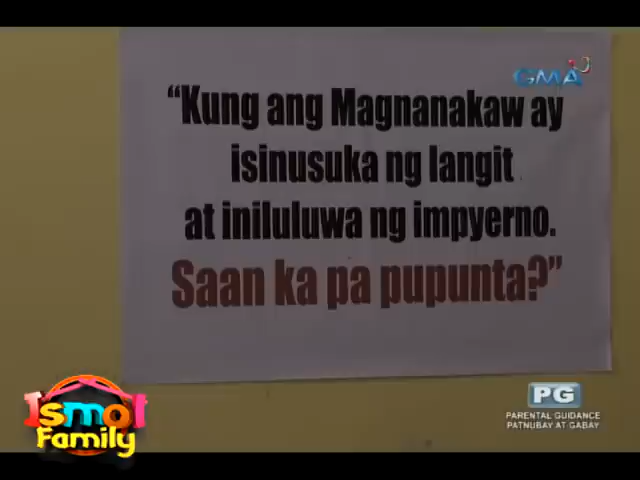 GMA
"Kung ang Magnanakaw ay
isinusuka ng langit
at iniluluwa ng impyerno.
Saan ka pa pupunta?"
Ismol
Family
PG
PARENTAL GUIDANCE
PATNUBAY AT GABAY